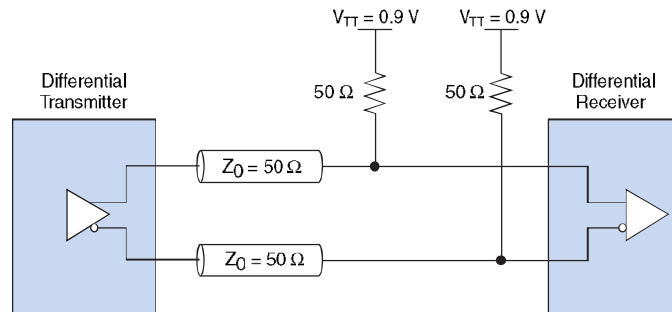 V_TT = 0.9 V V_TT = 0.9 V
Differential
Transmitter
50 Ω
50 Ω
Differential
Receiver
Z_0 = 50 Ω
Z_0 = 50 Ω